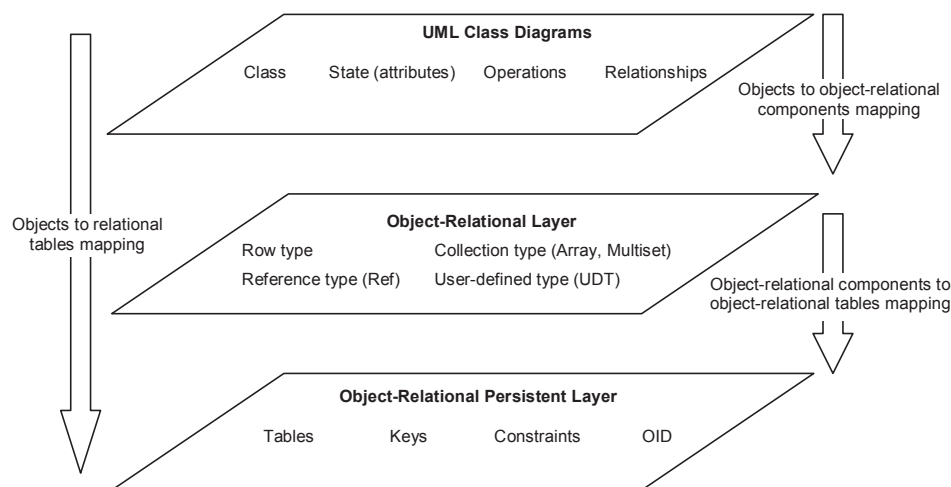 UML Class Diagrams
Class State (attributes) Operations Relationships
Objects to object-relational
components mapping
Objects to relational
tables mapping
Object-Relational Layer
Row type Collection type (Array, Multiset)
Reference type (Ref) User-defined type (UDT)
Object-relational components to
object-relational tables mapping
Object-Relational Persistent Layer
Tables Keys Constraints OID